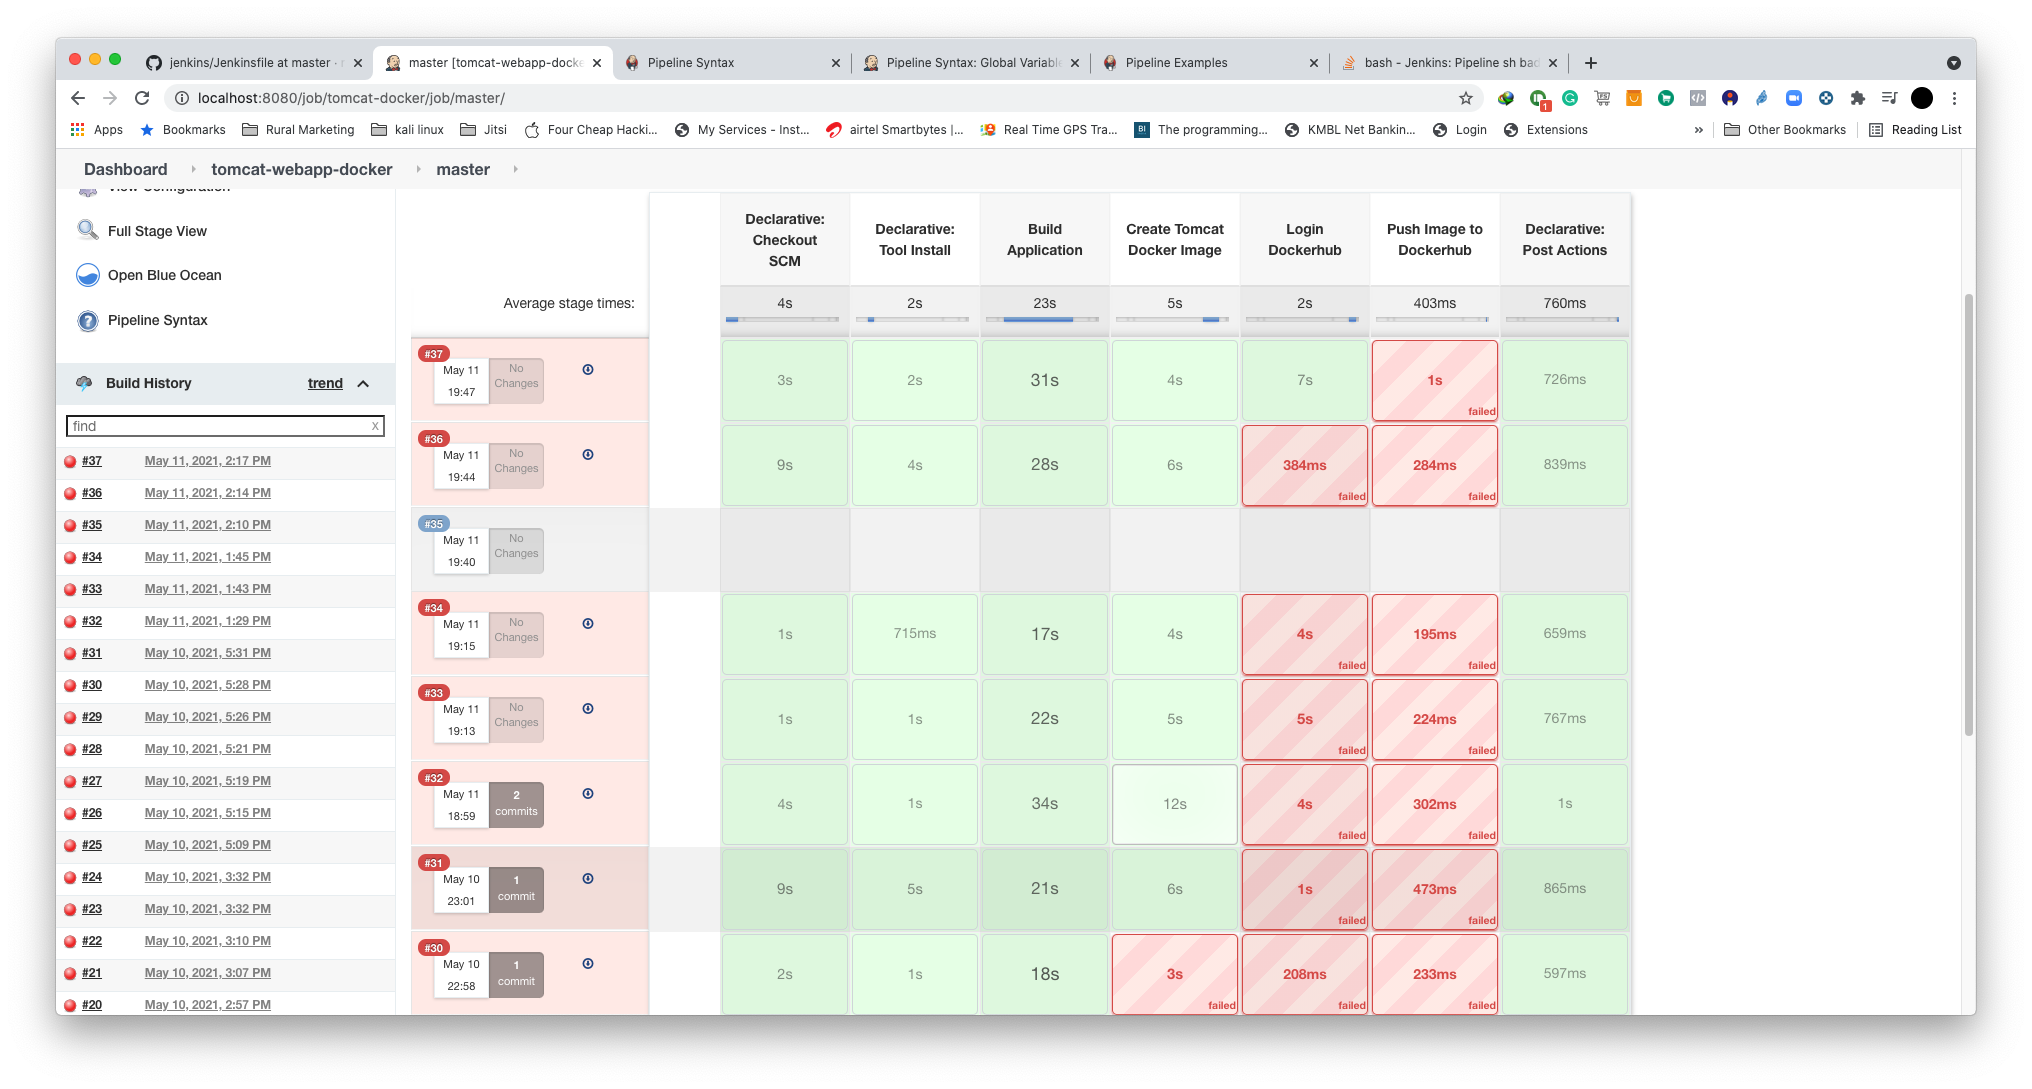 jenkins/Jenkinsfile at master ·
master [tomcat-webapp-docke
Pipeline Syntax
Pipeline Syntax: Global Variable
Pipeline Examples
bash - Jenkins: Pipeline sh bad
localhost:8080/job/tomcat-docker/job/master/
1
Apps
Bookmarks
Rural Marketing
kali linux
Jitsi
Four Cheap Hacki...
My Services - Inst...
airtel Smartbytes |...
Real Time GPS Tra...
BI
The programming...
KMBL Net Bankin...
Login
Extensions
»
Other Bookmarks
Reading List
Dashboard
tomcat-webapp-docker
master
View Configuration
Full Stage View
Open Blue Ocean
Pipeline Syntax
Build History
trend
find
x
#37 May 11, 2021, 2:17 PM
#36 May 11, 2021, 2:14 PM
#35 May 11, 2021, 2:10 PM
#34 May 11, 2021, 1:45 PM
#33 May 11, 2021, 1:43 PM
#32 May 11, 2021, 1:29 PM
#31 May 10, 2021, 5:31 PM
#30 May 10, 2021, 5:28 PM
#29 May 10, 2021, 5:26 PM
#28 May 10, 2021, 5:21 PM
#27 May 10, 2021, 5:19 PM
#26 May 10, 2021, 5:15 PM
#25 May 10, 2021, 5:09 PM
#24 May 10, 2021, 3:32 PM
#23 May 10, 2021, 3:32 PM
#22 May 10, 2021, 3:10 PM
#21 May 10, 2021, 3:07 PM
#20 May 10, 2021, 2:57 PM
Declarative:
Checkout
SCM
Declarative:
Tool Install
Build
Application
Create Tomcat
Docker Image
Login
Dockerhub
Push Image to
Dockerhub
Declarative:
Post Actions
Average stage times:
4s 2s 23s 5s 2s 403ms 760ms
#37
May 11
19:47
No
Changes
3s 2s 31s 4s 7s 1s 726ms
failed
#36
May 11
19:44
No
Changes
9s 4s 28s 6s 384ms 284ms 839ms
failed failed
#35
May 11
19:40
No
Changes
#34
May 11
19:15
No
Changes
1s 715ms 17s 4s 4s 195ms 659ms
failed failed
#33
May 11
19:13
No
Changes
1s 1s 22s 5s 5s 224ms 767ms
failed failed
#32
May 11
18:59
2
commits
4s 1s 34s 12s 4s 302ms 1s
failed failed
#31
May 10
23:01
1
commit
9s 5s 21s 6s 1s 473ms 865ms
failed failed
#30
May 10
22:58
1
commit
2s 1s 18s 3s 208ms 233ms 597ms
failed failed failed